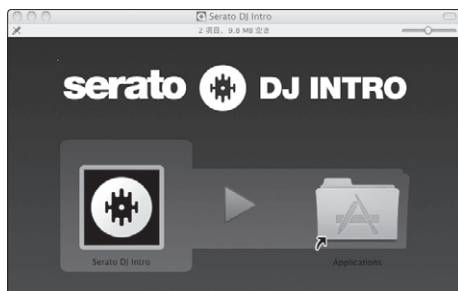 Serato DJ Intro
2 項目、9.8 MB 空き
serato DJ INTRO
Serato DJ Intro
Applications